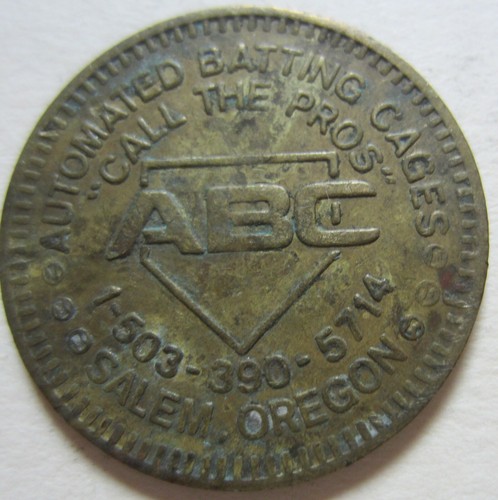 AUTOMATED BATTING CAGES
"CALL THE PROS"
ABC
1-503-390-5714
SALEM, OREGON